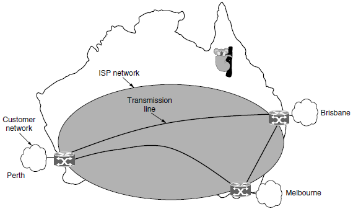 ISP network
Transmission
line
Customer
network
Brisbane
Perth
Melbourne